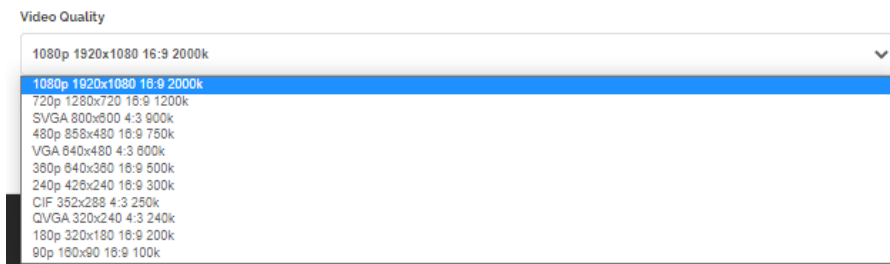 Video Quality
1080p 1920x1080 16:9 2000k
1080p 1920x1080 16:9 2000k
720p 1280x720 16:9 1200k
SVGA 800x600 4:3 900k
480p 858x480 16:9 750k
VGA 640x480 4:3 600k
360p 640x360 16:9 500k
240p 426x240 16:9 300k
CIF 352x288 4:3 250k
QVGA 320x240 4:3 240k
180p 320x180 16:9 200k
90p 160x90 16:9 100k